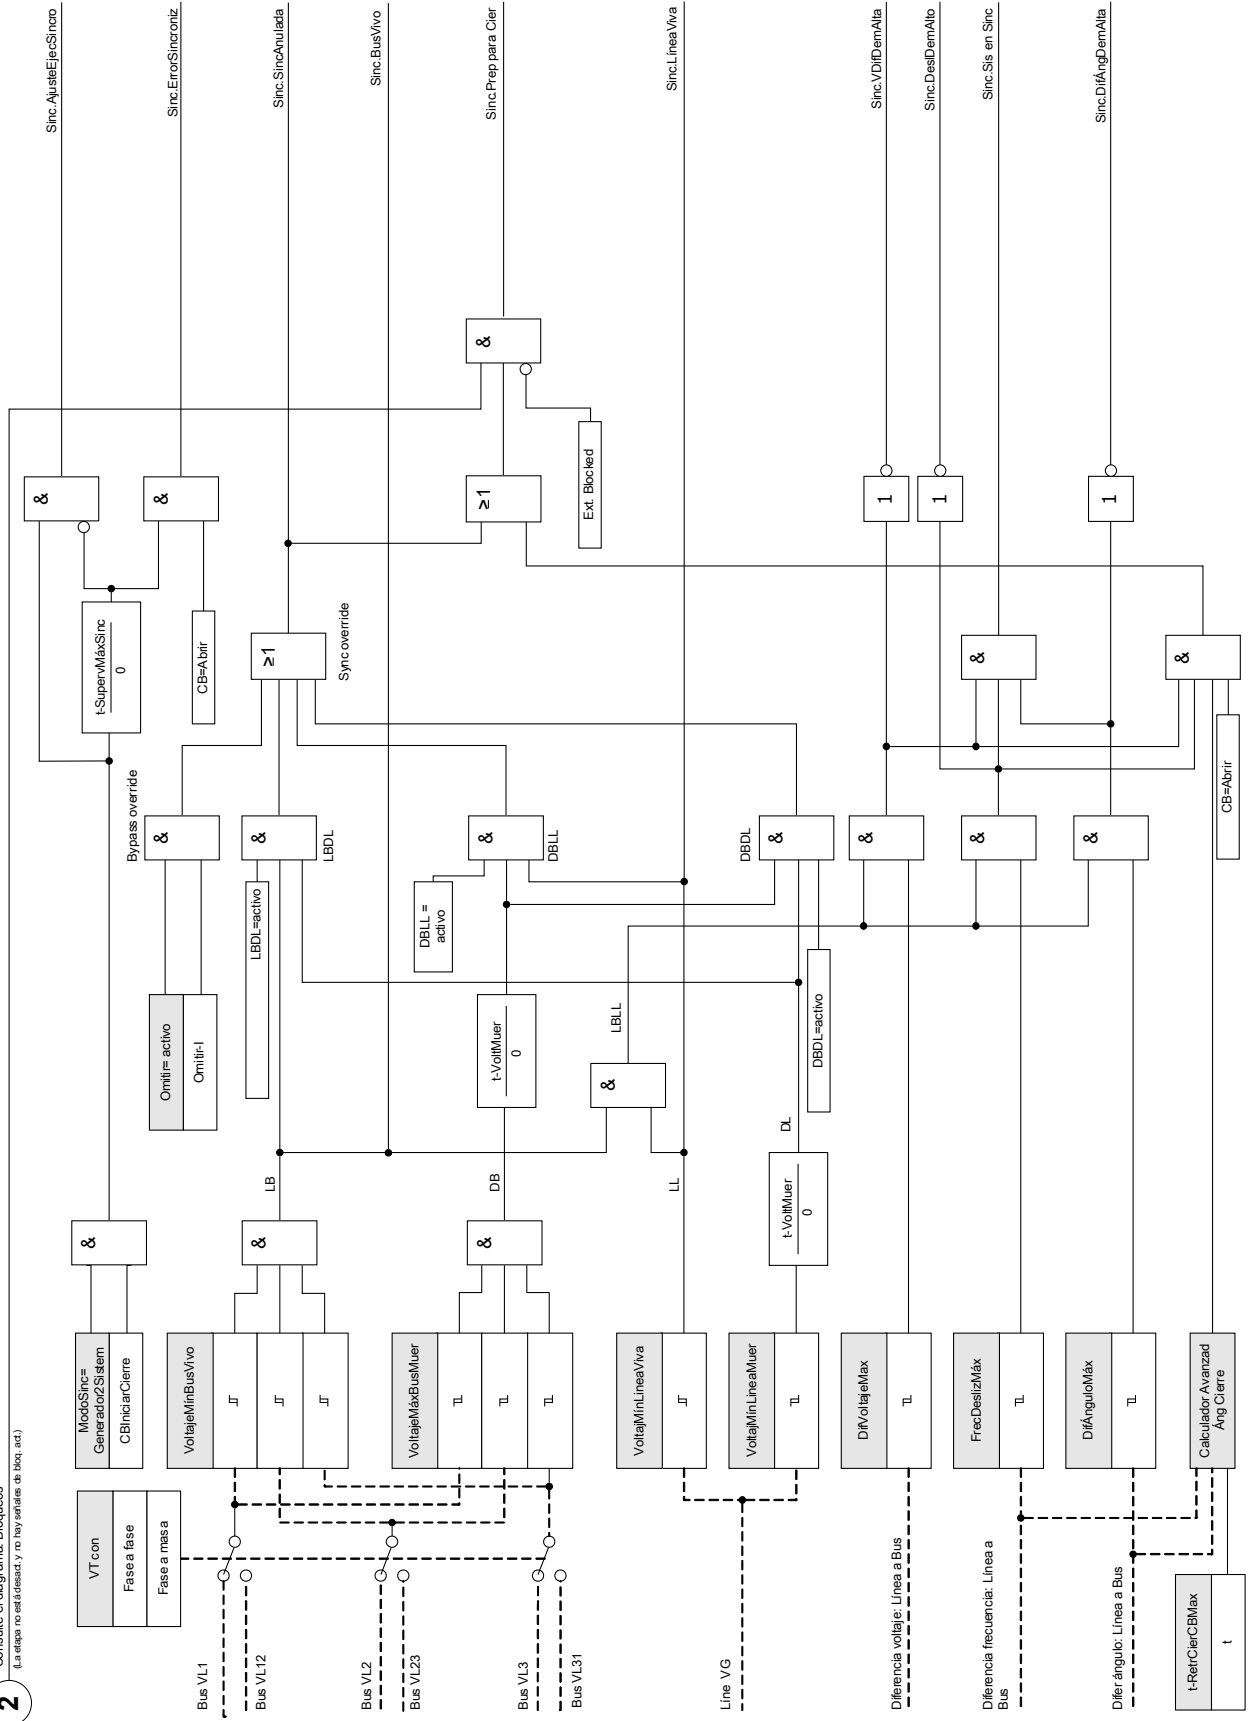 2
(La etapa no está desact. y no hay señales de bloq. act.)
Sinc.AjusteEjecSincro
Sinc.ErrorSincroniz
Sinc.SincAnulada
Sinc.BusVivo
Sinc.Prep para Cier
Sinc.LíneaViva
Sinc.VDifDemAlta
Sinc.DeslDemAlto
Sinc.Sis en Sinc
Sinc.DifÁngDemAlta
&
&
&
≥1
Ext. Blocked
1
1
1
t-SupervMáxSinc
0
CB=Abrir
≥1
Sync override
&
&
CB=Abrir
Bypass override
&
&
LBDL
&
DBLL
DBDL
&
&
&
&
Omitir= activo
Omitir-I
LBDL=activo
DBLL =
activo
t-VoltMuer
0
LBLL
&
DBDL=activo
DL
LB
DB
LL
t-VoltMuer
0
&
&
&
ModoSinc=
Generador2Sistem
CBIniciarCierre
VoltajeMínBusVivo
VoltajeMáxBusMuer
VoltajMínLíneaViva
VoltajMínLíneaMuer
DifVoltajeMax
FrecDeslizMáx
DifÁnguloMáx
Calculador Avanzad
Áng Cierre
VT con
Fase a fase
Fase a masa
Bus VL1
Bus VL12
Bus VL2
Bus VL23
Bus VL3
Bus VL31
Líne VG
Diferencia voltaje: Línea a Bus
Diferencia frecuencia: Línea a
Bus
Difer ángulo: Línea a Bus
t-RetrCierCBMax
t